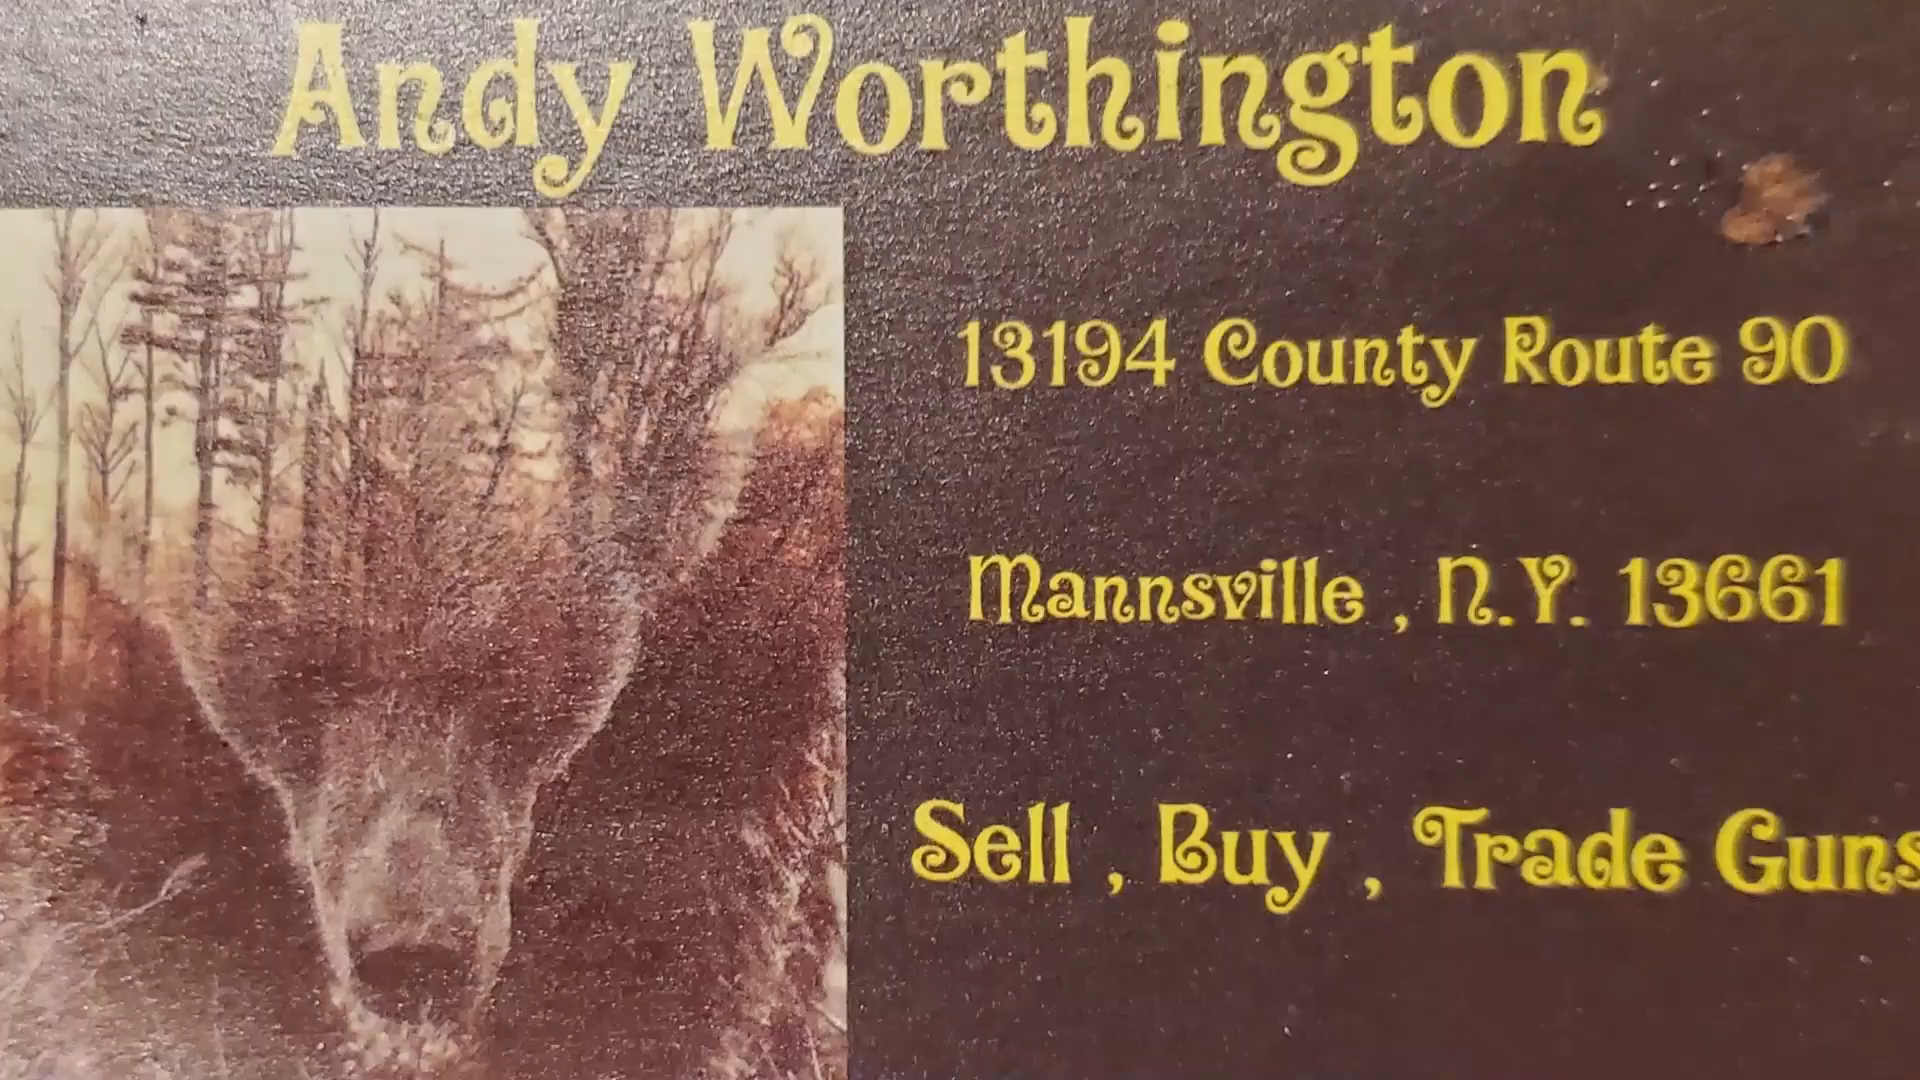 Andy Worthington
13194 County Route 90
Mannsville , N.Y. 13661
Sell , Buy , Trade Guns